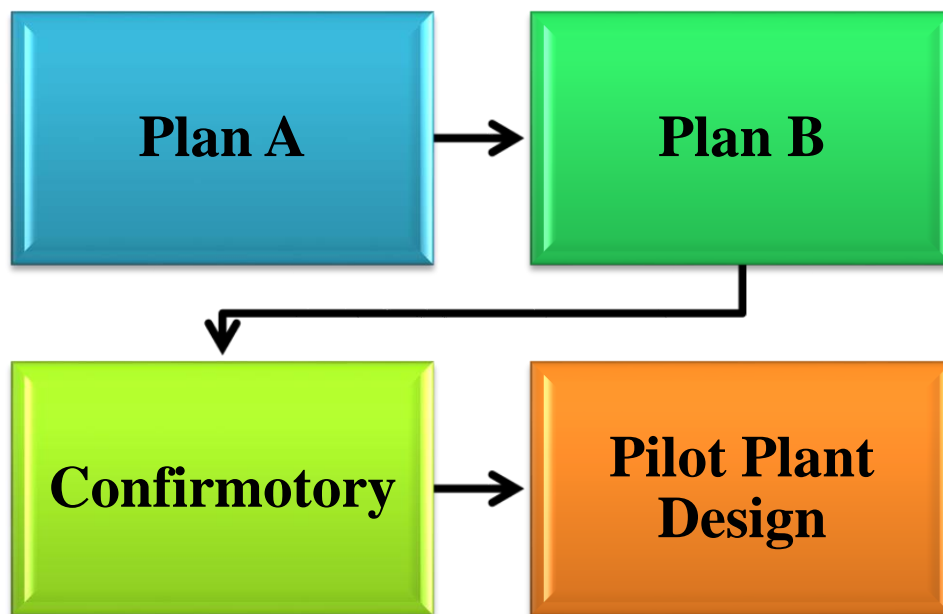 Plan A
Plan B
Confirmotory
Pilot Plant
Design